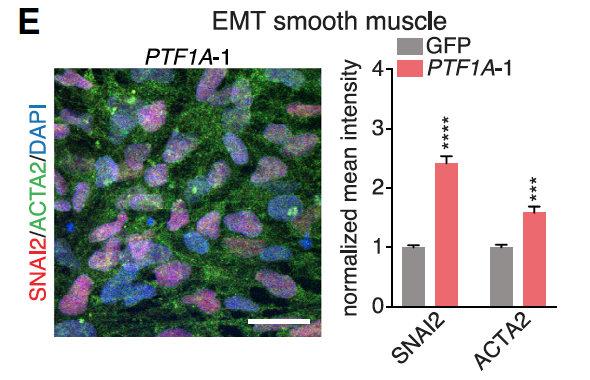 E
EMT smooth muscle
PTF1A-1
SNAI2/ACTA2/DAPI
GFP
PTF1A-1
normalized mean intensity
4
3
2
1
0
****
***
SNAI2
ACTA2